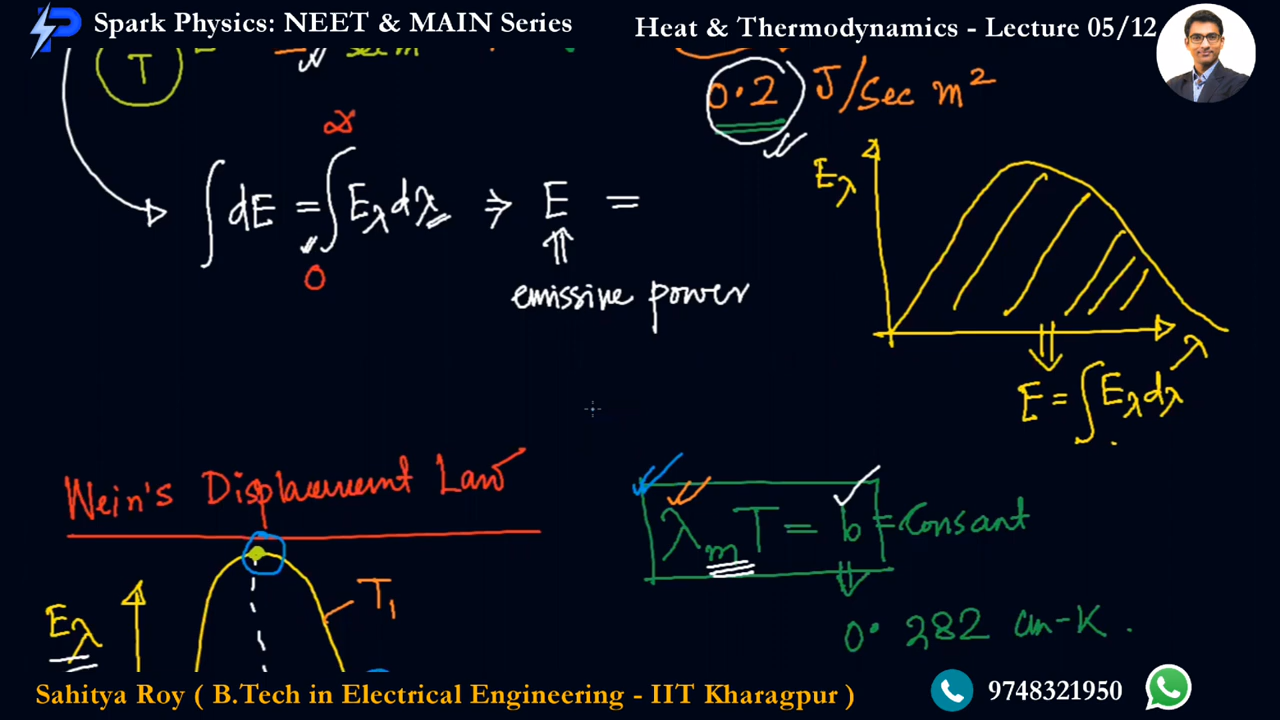 Spark Physics: NEET & MAIN Series
Heat & Thermodynamics - Lecture 05/12
T
sec m
0.2 J/Sec m²
∫dE = ∫₀^∝ Eλdλ ⇒ E =
emissive power
Eλ
λ
E = ∫Eλdλ
Wein's Displacement Law
λₘT = b = Consant
0.282 cm-K.
Eλ
T₁
Sahitya Roy ( B.Tech in Electrical Engineering - IIT Kharagpur )
9748321950